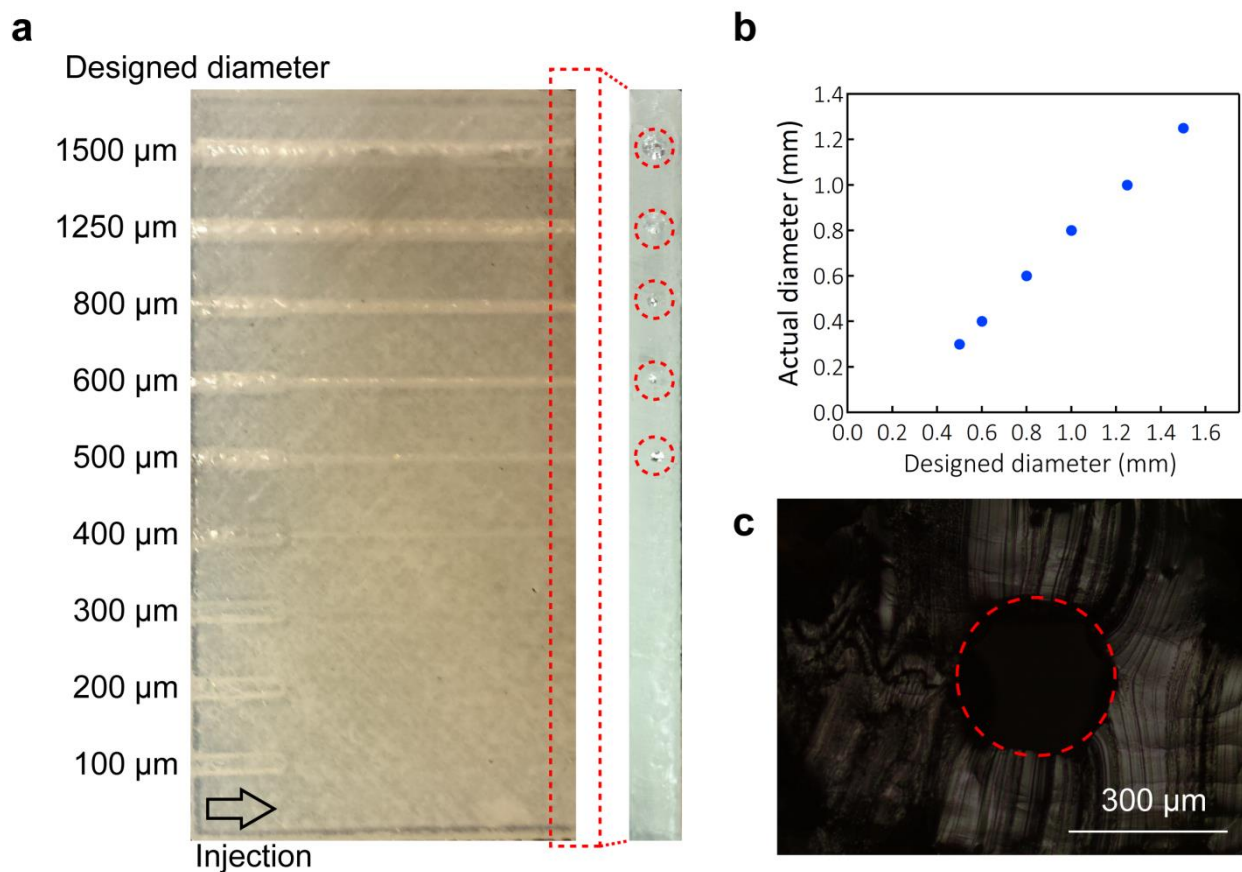 a
Designed diameter
1500 µm
1250 µm
800 µm
600 µm
500 µm
400 µm
300 µm
200 µm
100 µm
Injection
b
Actual diameter (mm)
1.4
1.2
1.0
0.8
0.6
0.4
0.2
0.0
0.0 0.2 0.4 0.6 0.8 1.0 1.2 1.4 1.6
Designed diameter (mm)
c
300 µm